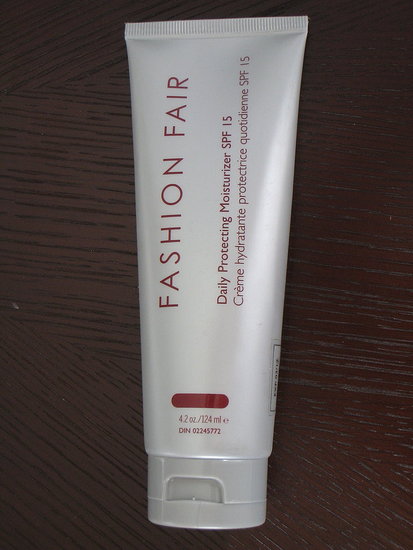 FASHION FAIR
Daily Protecting Moisturizer SPF 15
Crème hydratante protectrice quotidienne SPF 15
4.2 oz./124 ml e
DIN 02245772